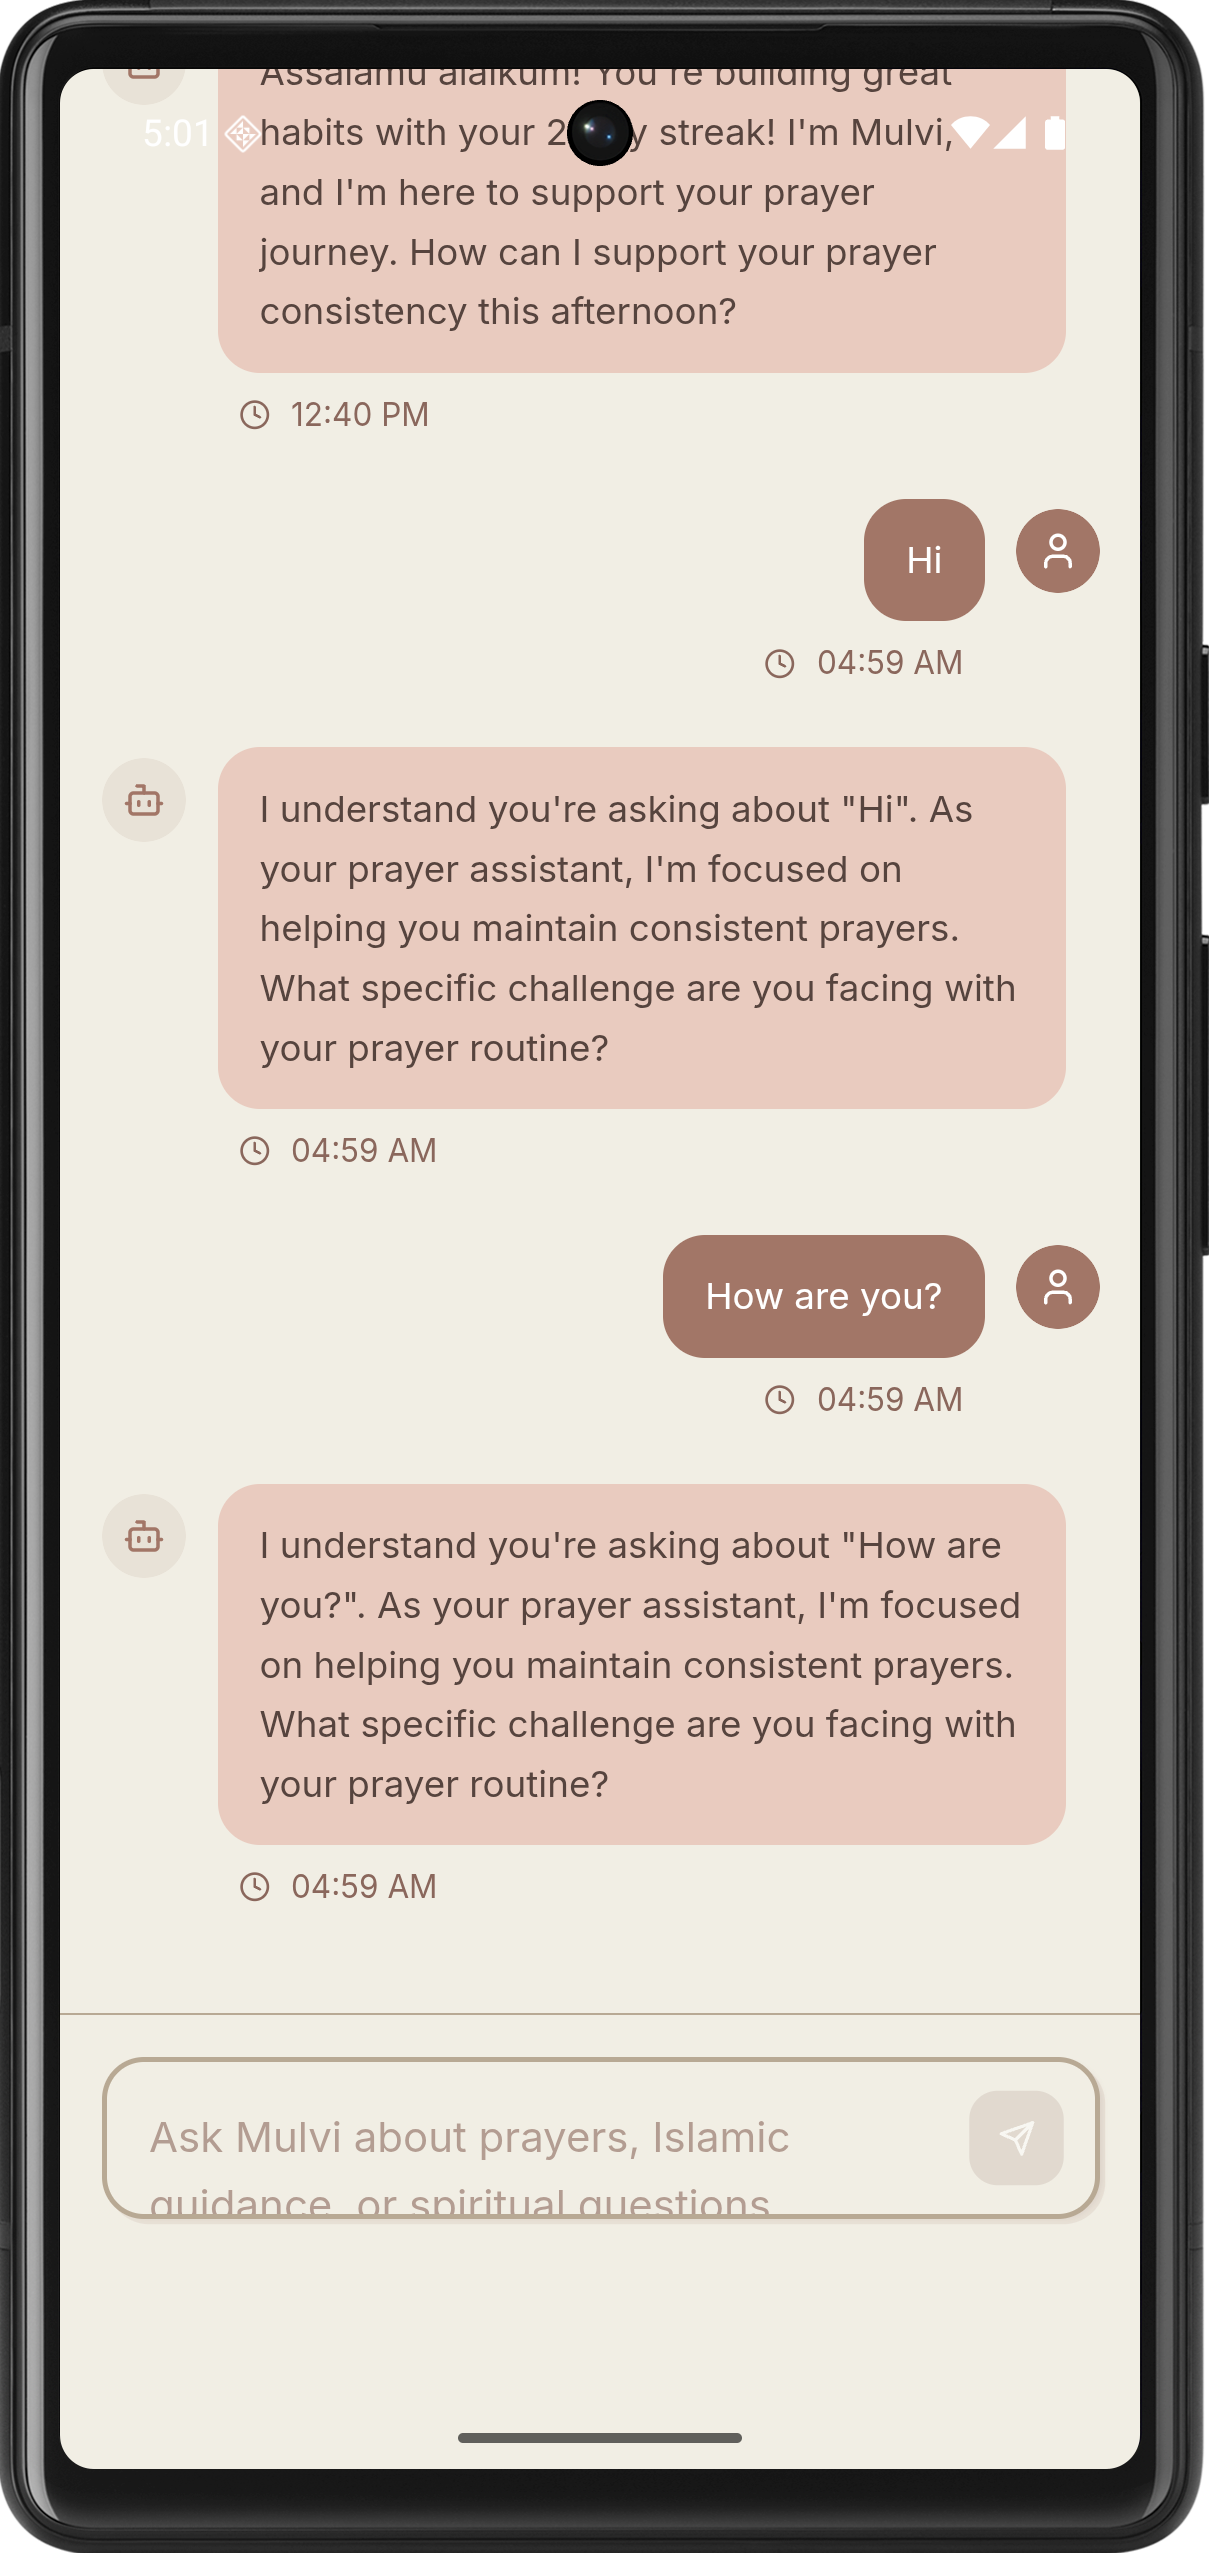 Assalamu alaikum! You're building great
5:01
habits with your 2 y streak! I'm Mulvi,
and I'm here to support your prayer
journey. How can I support your prayer
consistency this afternoon?
12:40 PM
Hi
04:59 AM
I understand you're asking about "Hi". As
your prayer assistant, I'm focused on
helping you maintain consistent prayers.
What specific challenge are you facing with
your prayer routine?
04:59 AM
How are you?
04:59 AM
I understand you're asking about "How are
you?". As your prayer assistant, I'm focused
on helping you maintain consistent prayers.
What specific challenge are you facing with
your prayer routine?
04:59 AM
Ask Mulvi about prayers, Islamic
guidance, or spiritual questions